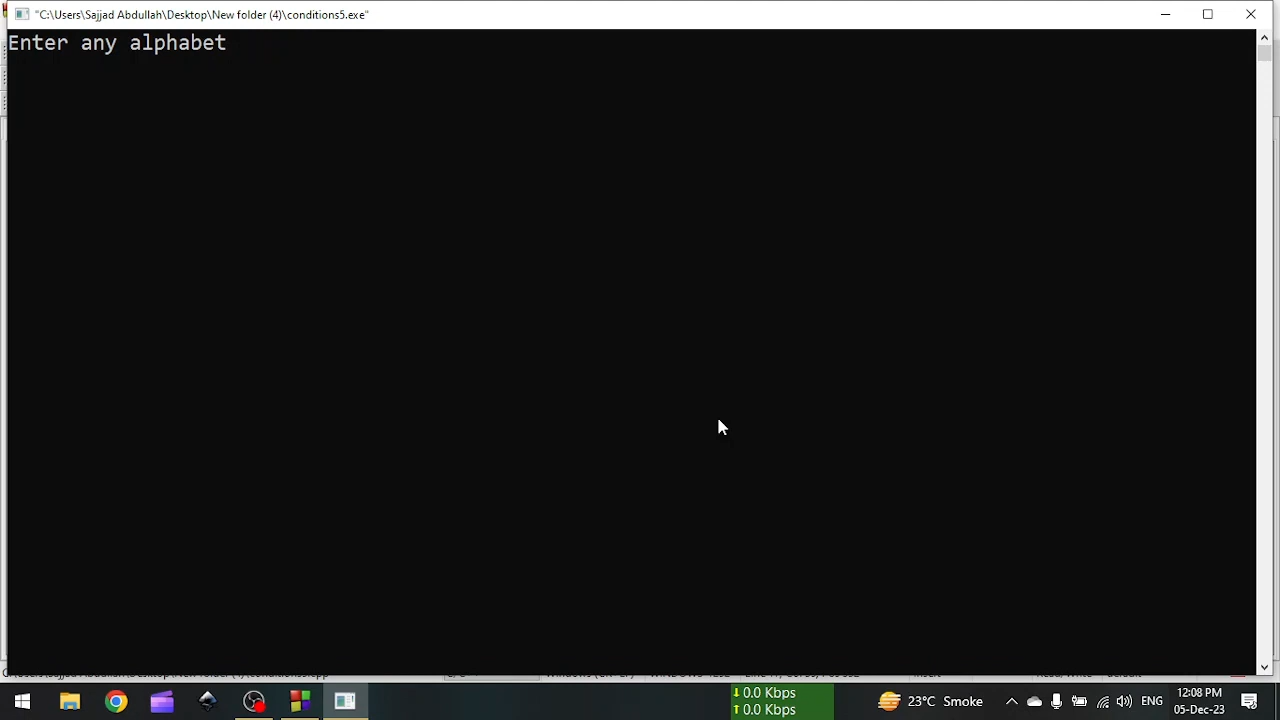 "C:\Users\Sajjad Abdullah\Desktop\New folder (4)\conditions5.exe"
Enter any alphabet
0.0 Kbps
0.0 Kbps
23°C Smoke
ENG
12:08 PM
05-Dec-23